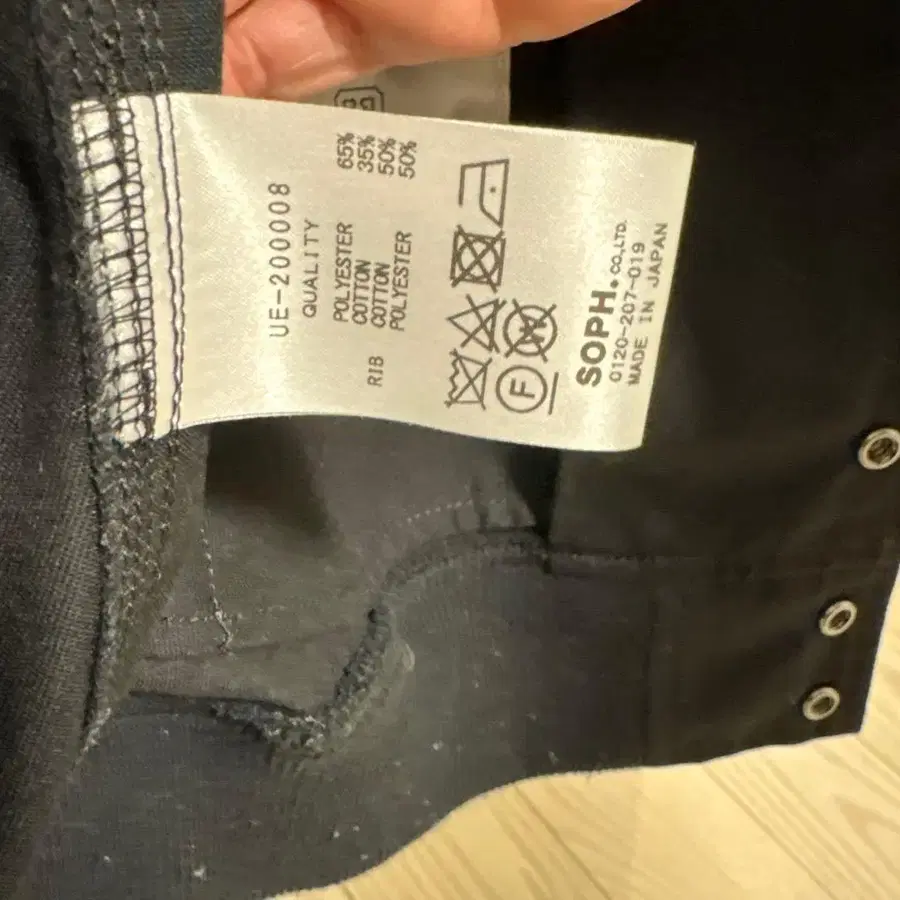 UE-200008
QUALITY
POLYESTER 65%
COTTON 35%
RIB COTTON 50%
POLYESTER 50%
W
F
SOPH.CO.,LTD.
0120-207-019
MADE IN JAPAN